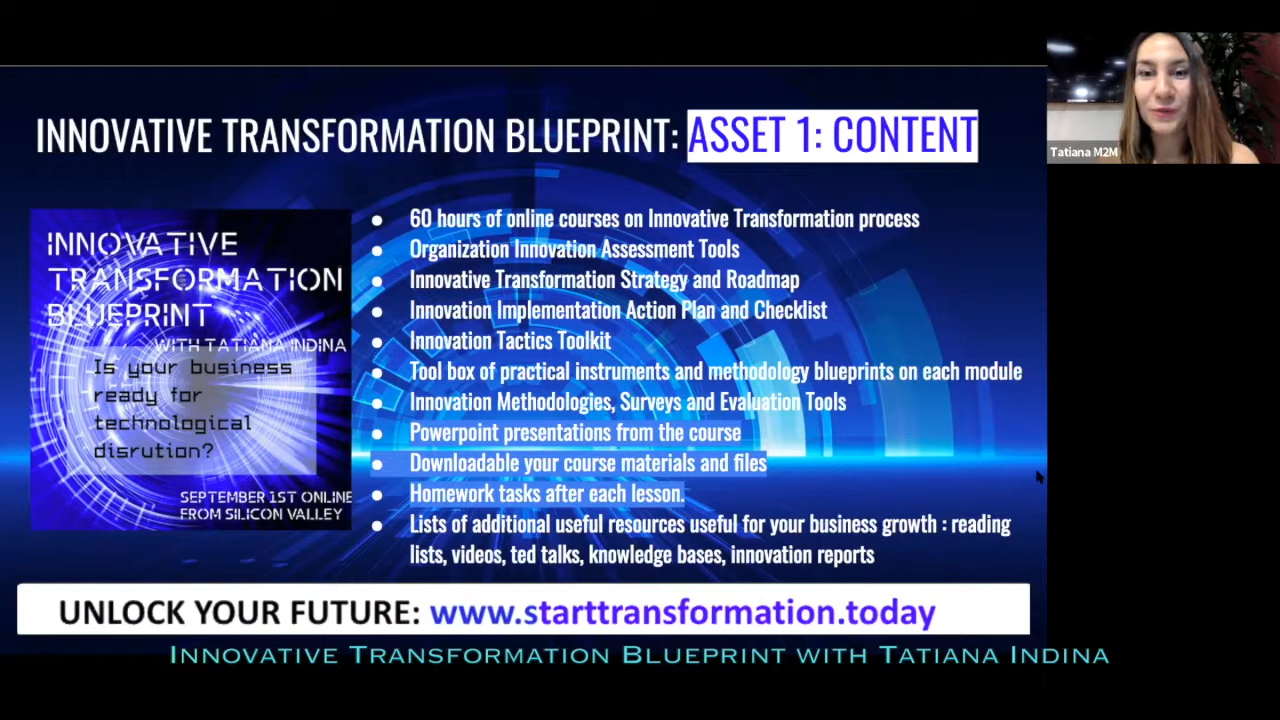 INNOVATIVE TRANSFORMATION BLUEPRINT: ASSET 1: CONTENT
Tatiana M2M
INNOVATIVE
TRANSFORMATION
BLUEPRINT
WITH TATIANA INDINA
Is your business
ready for
technological
disrution?
SEPTEMBER 1ST ONLINE
FROM SILICON VALLEY
● 60 hours of online courses on Innovative Transformation process
● Organization Innovation Assessment Tools
● Innovative Transformation Strategy and Roadmap
● Innovation Implementation Action Plan and Checklist
● Innovation Tactics Toolkit
● Tool box of practical instruments and methodology blueprints on each module
● Innovation Methodologies, Surveys and Evaluation Tools
● Powerpoint presentations from the course
● Downloadable your course materials and files
● Homework tasks after each lesson.
● Lists of additional useful resources useful for your business growth : reading
lists, videos, ted talks, knowledge bases, innovation reports
UNLOCK YOUR FUTURE: www.starttransformation.today
INNOVATIVE TRANSFORMATION BLUEPRINT WITH TATIANA INDINA